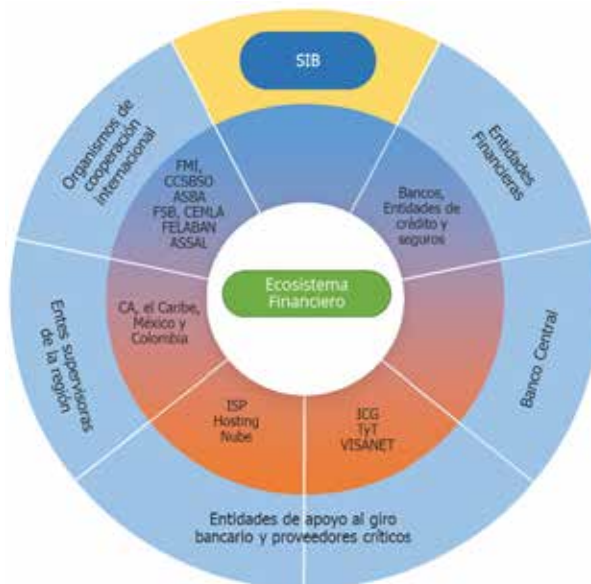 SIB
Entidades
Financieras
Bancos,
Entidades de
crédito y
seguros
Banco Central
ICG
TyT
VISANET
Entidades de apoyo al giro
bancario y proveedores críticos
ISP
Hosting
Nube
Entes supervisoras
de la región
CA, el Caribe,
México y
Colombia
Organismos de
cooperación
internacional
FMI,
CCSBSO
ASBA
FSB, CEMLA
FELABAN
ASSAL
Ecosistema
Financiero